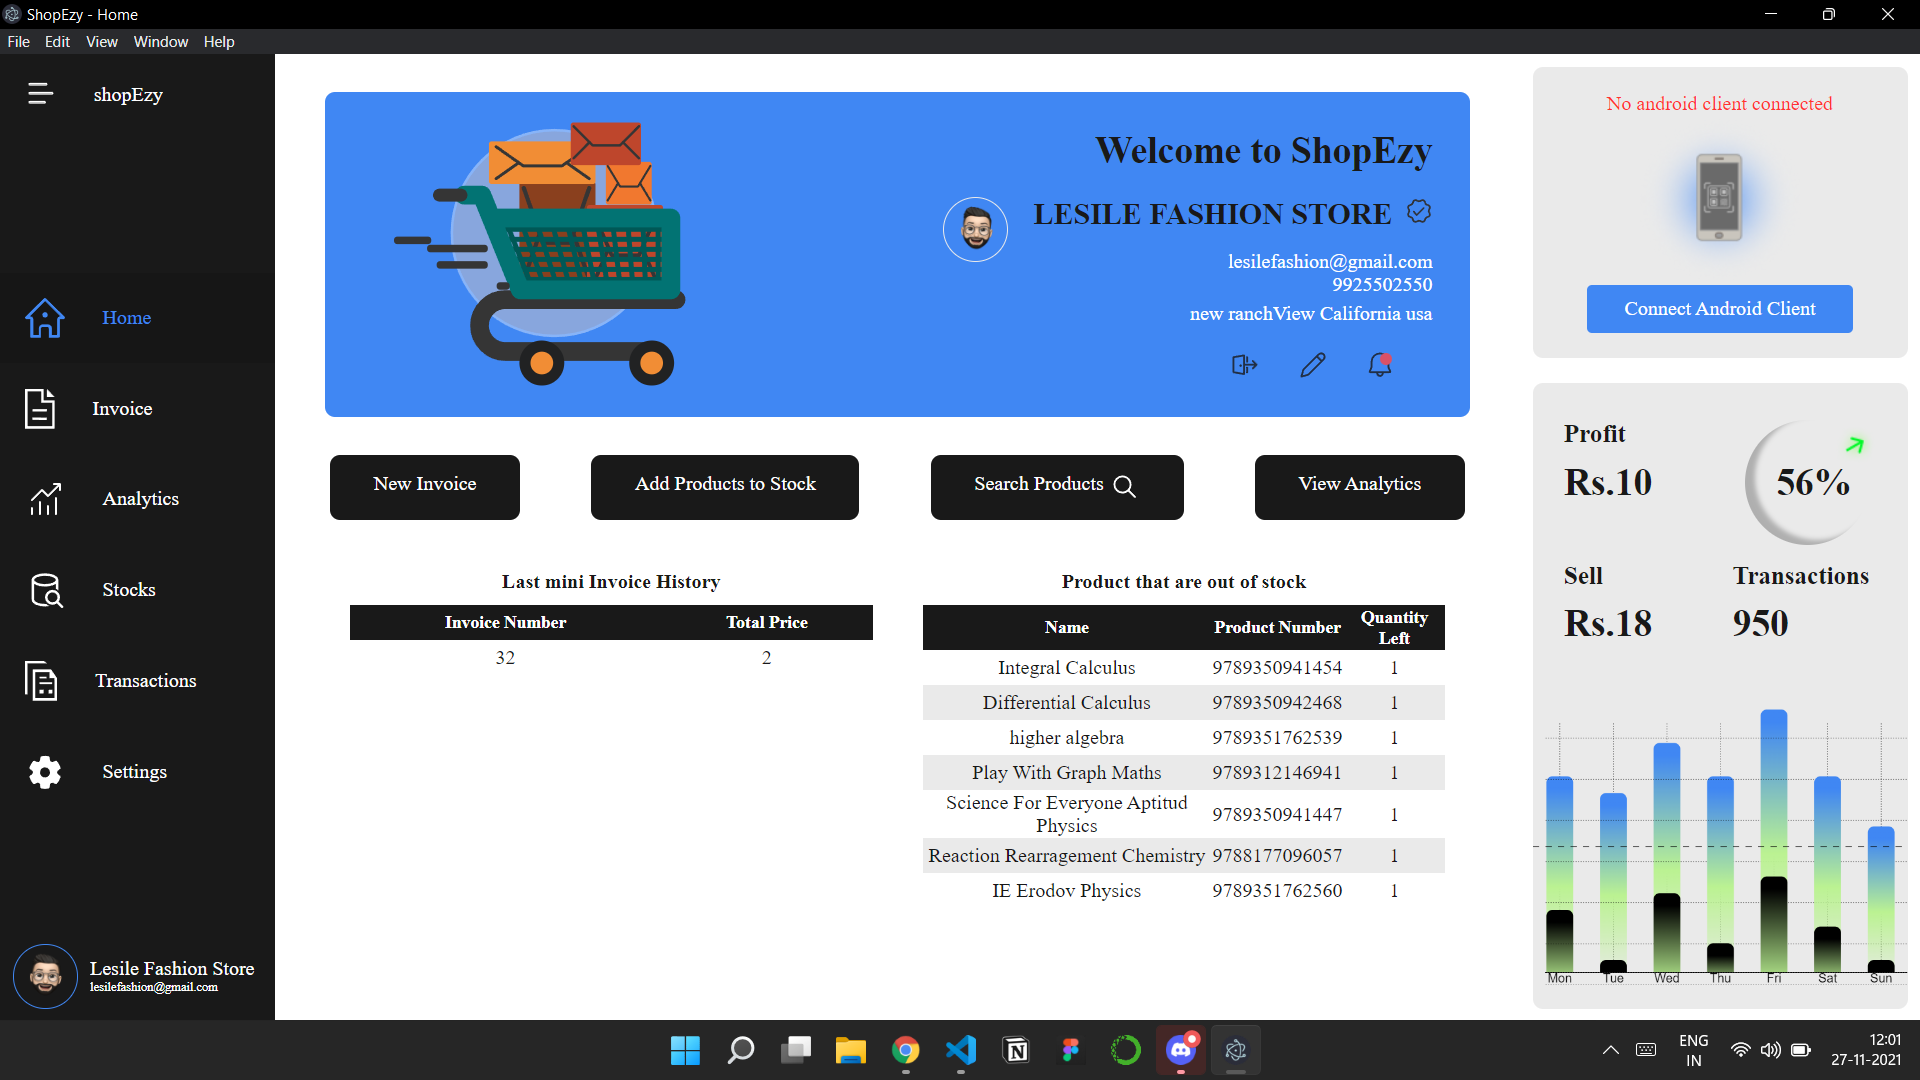 ShopEzy - Home
File Edit View Window Help
shopEzy
Home
Invoice
Analytics
Stocks
Transactions
Settings
Lesile Fashion Store
lesilefashion@gmail.com
Welcome to ShopEzy
LESILE FASHION STORE
lesilefashion@gmail.com
9925502550
new ranchView California usa
New Invoice
Add Products to Stock
Search Products
View Analytics
Last mini Invoice History
Invoice Number Total Price
32 2
Product that are out of stock
Name Product Number Quantity Left
Integral Calculus 9789350941454 1
Differential Calculus 9789350942468 1
higher algebra 9789351762539 1
Play With Graph Maths 9789312146941 1
Science For Everyone Aptitud
Physics 9789350941447 1
Reaction Rearragement Chemistry 9788177096057 1
IE Erodov Physics 9789351762560 1
No android client connected
Connect Android Client
Profit
Rs.10
56%
Sell Transactions
Rs.18 950
Mon Tue Wed Thu Fri Sat Sun
ENG
IN
12:01
27-11-2021